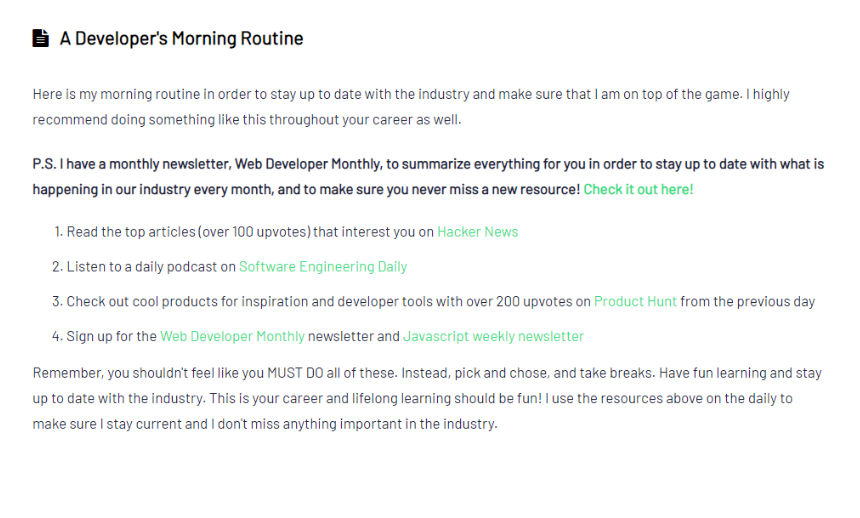 A Developer's Morning Routine
Here is my morning routine in order to stay up to date with the industry and make sure that I am on top of the game. I highly
recommend doing something like this throughout your career as well.
P.S. I have a monthly newsletter, Web Developer Monthly, to summarize everything for you in order to stay up to date with what is
happening in our industry every month, and to make sure you never miss a new resource! Check it out here!
1. Read the top articles (over 100 upvotes) that interest you on Hacker News
2. Listen to a daily podcast on Software Engineering Daily
3. Check out cool products for inspiration and developer tools with over 200 upvotes on Product Hunt from the previous day
4. Sign up for the Web Developer Monthly newsletter and Javascript weekly newsletter
Remember, you shouldn't feel like you MUST DO all of these. Instead, pick and chose, and take breaks. Have fun learning and stay
up to date with the industry. This is your career and lifelong learning should be fun! I use the resources above on the daily to
make sure I stay current and I don't miss anything important in the industry.